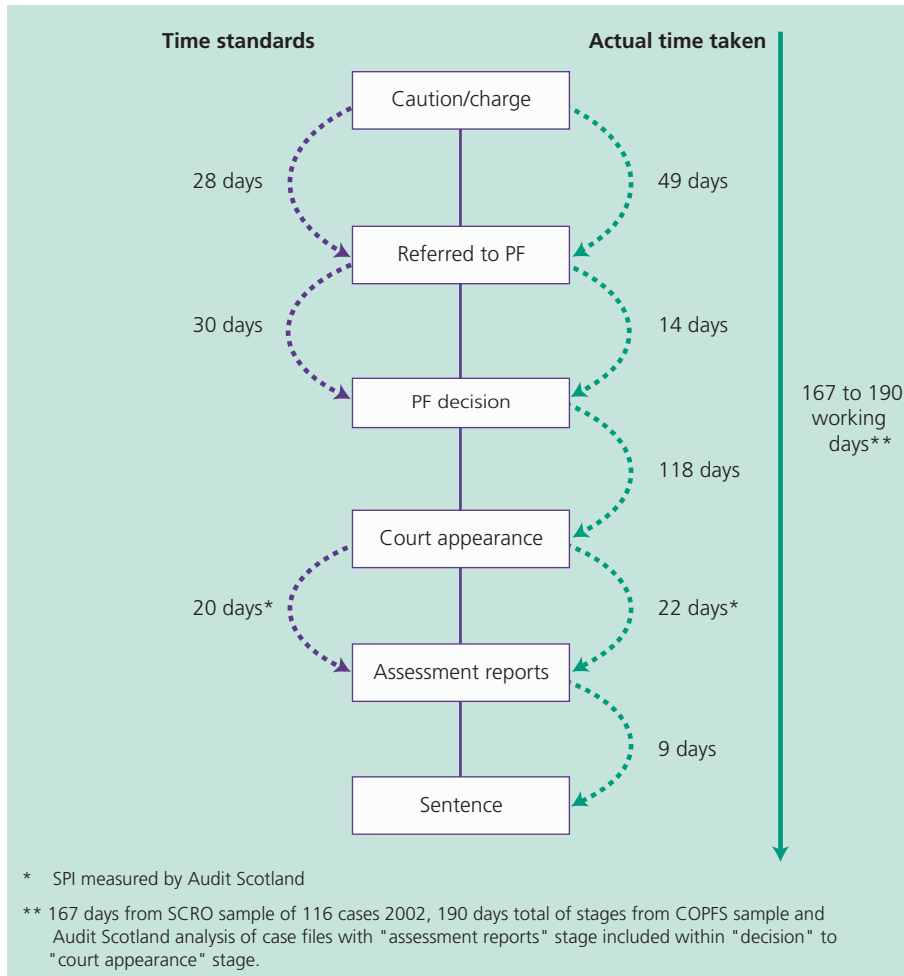 Time standards
Actual time taken
Caution/charge
28 days
49 days
Referred to PF
30 days
14 days
PF decision
167 to 190
working
days**
118 days
Court appearance
20 days*
22 days*
Assessment reports
9 days
Sentence
* SPI measured by Audit Scotland
** 167 days from SCRO sample of 116 cases 2002, 190 days total of stages from COPFS sample and
Audit Scotland analysis of case files with "assessment reports" stage included within "decision" to
"court appearance" stage.